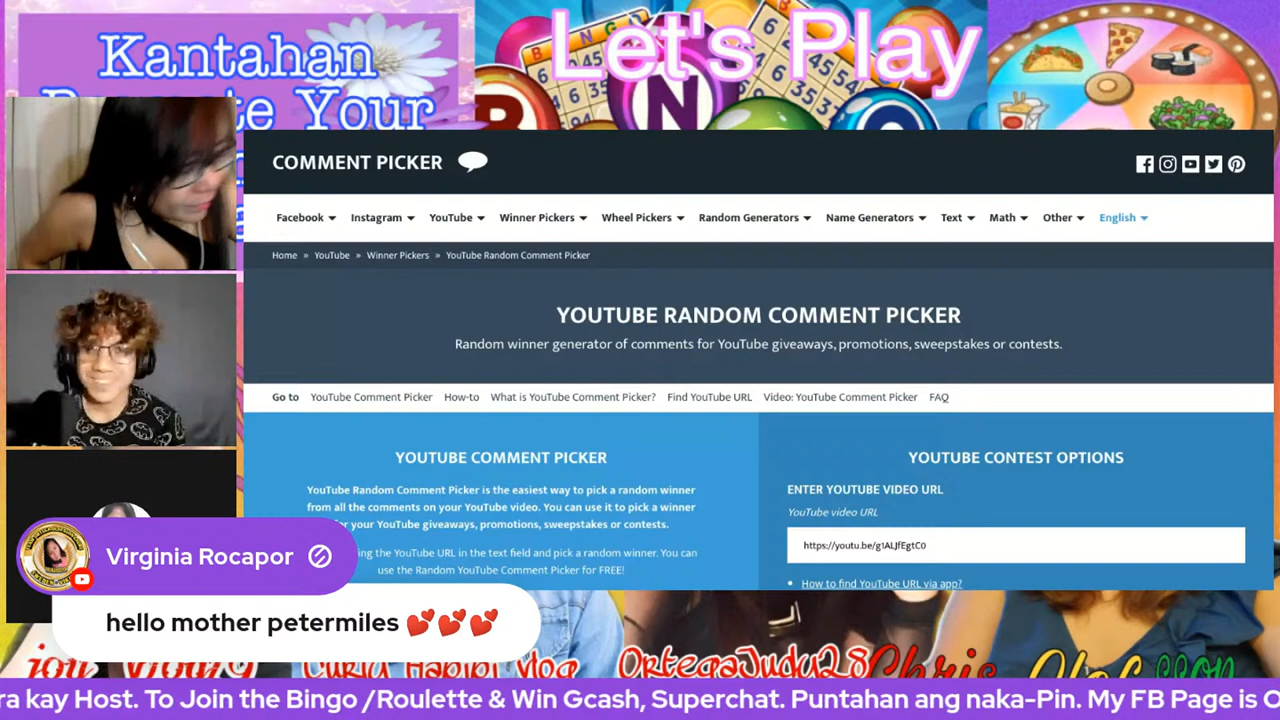 Kantahan
Let's Play
BINGO
COMMENT PICKER
Facebook Instagram YouTube Winner Pickers Wheel Pickers Random Generators Name Generators Text Math Other English
Home » YouTube » Winner Pickers » YouTube Random Comment Picker
YOUTUBE RANDOM COMMENT PICKER
Random winner generator of comments for YouTube giveaways, promotions, sweepstakes or contests.
Go to YouTube Comment Picker How-to What is YouTube Comment Picker? Find YouTube URL Video: YouTube Comment Picker FAQ
YOUTUBE COMMENT PICKER
YouTube Random Comment Picker is the easiest way to pick a random winner
from all the comments on your YouTube video. You can use it to pick a winner
for your YouTube giveaways, promotions, sweepstakes or contests.
the YouTube URL in the text field and pick a random winner. You can
use the Random YouTube Comment Picker for FREE!
YOUTUBE CONTEST OPTIONS
ENTER YOUTUBE VIDEO URL
YouTube video URL
https://youtu.be/g1ALJfEgtC0
How to find YouTube URL via app?
Virginia Rocapor
hello mother petermiles 💕💕💕
Curly Habibi Vlog
OrtegaJudy28
Chris
kay Host. To Join the Bingo /Roulette & Win Gcash, Superchat. Puntahan ang naka-Pin. My FB Page is